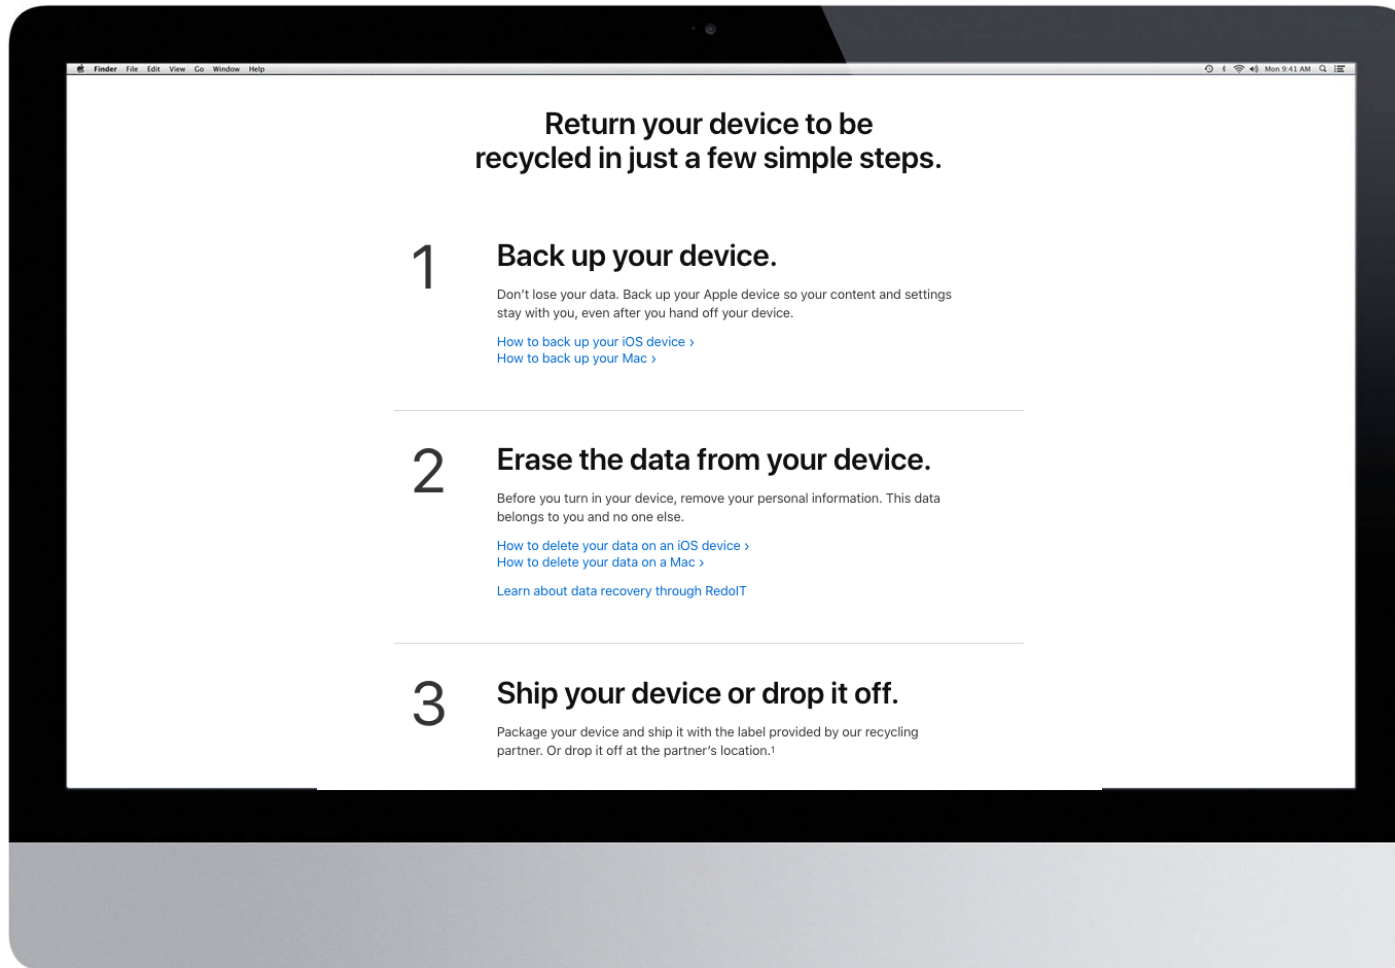 Finder File Edit View Go Window Help
Mon 9:41 AM
Return your device to be
recycled in just a few simple steps.
1
Back up your device.
Don't lose your data. Back up your Apple device so your content and settings
stay with you, even after you hand off your device.
How to back up your iOS device ›
How to back up your Mac ›
2
Erase the data from your device.
Before you turn in your device, remove your personal information. This data
belongs to you and no one else.
How to delete your data on an iOS device ›
How to delete your data on a Mac ›
Learn about data recovery through RedoIT
3
Ship your device or drop it off.
Package your device and ship it with the label provided by our recycling
partner. Or drop it off at the partner's location.¹